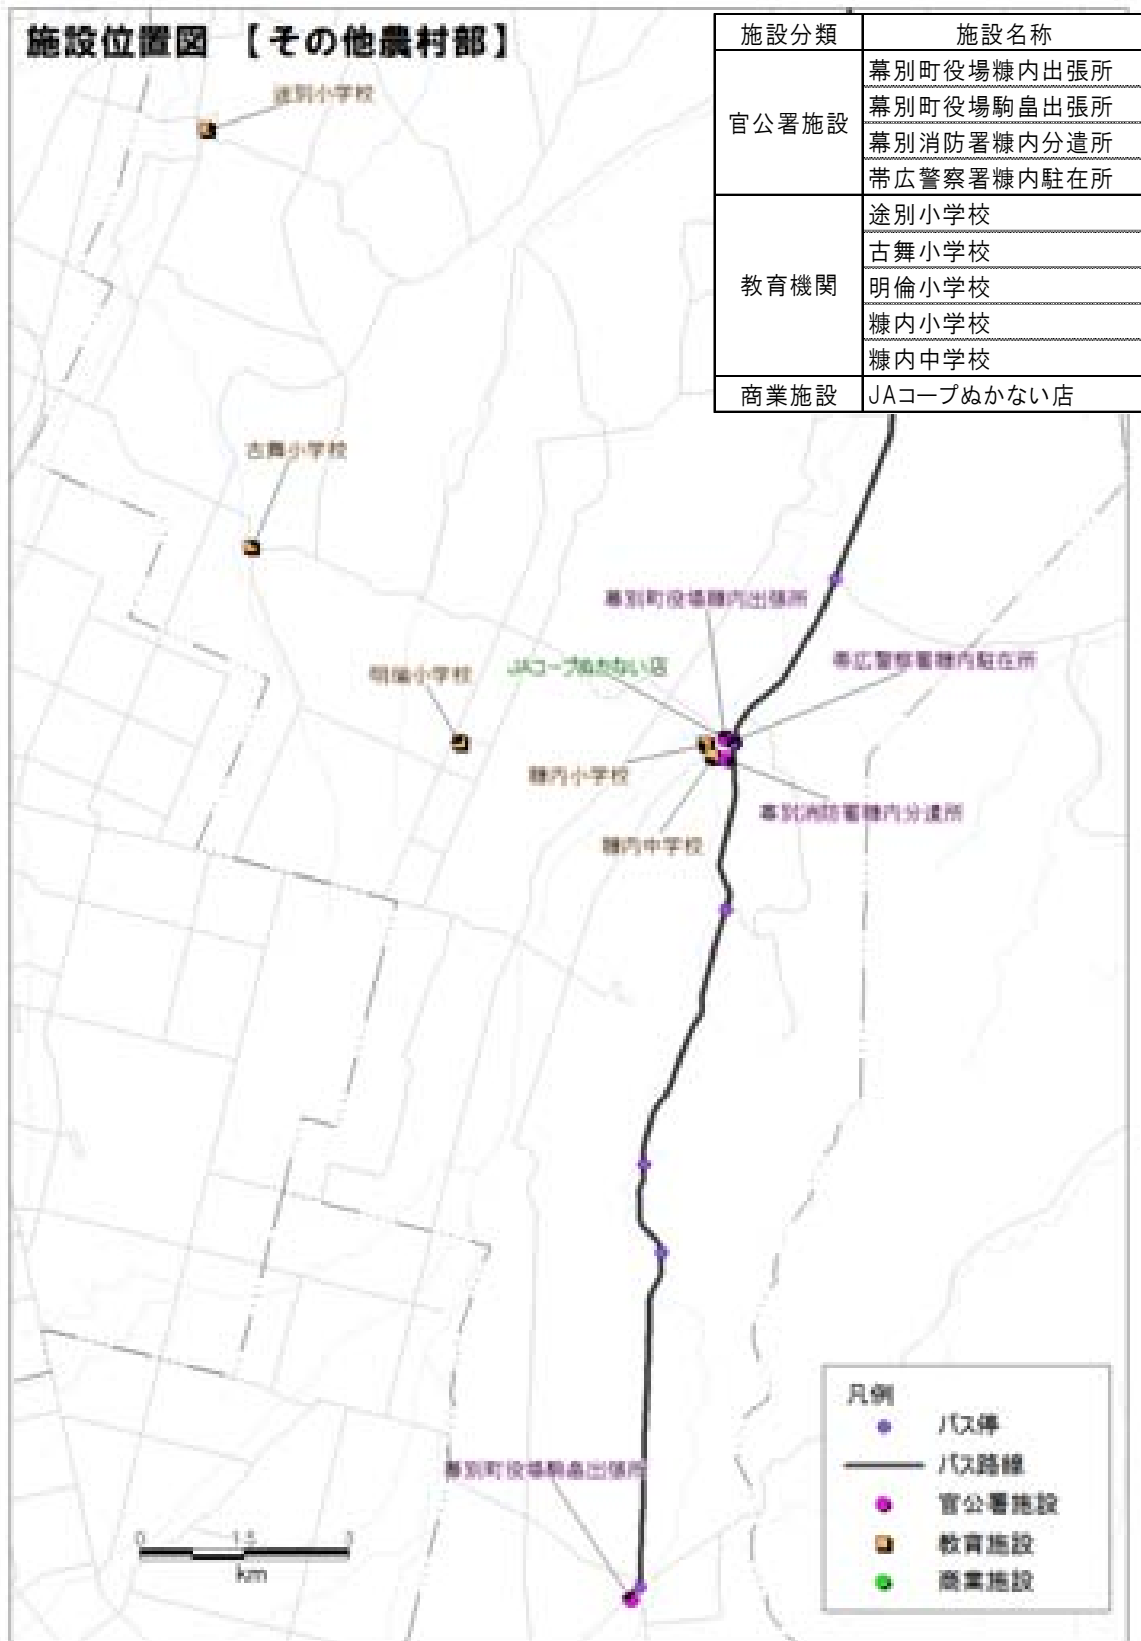 施設位置図 【その他農村部】
施設分類 施設名称
官公署施設
幕別町役場糠内出張所
幕別町役場駒畠出張所
幕別消防署糠内分遣所
帯広警察署糠内駐在所
教育機関
途別小学校
古舞小学校
明倫小学校
糠内小学校
糠内中学校
商業施設 JAコープぬかない店
途別小学校
古舞小学校
幕別町役場糠内出張所
JAコープぬかない店
帯広警察署糠内駐在所
明倫小学校
糠内小学校
幕別消防署糠内分遣所
糠内中学校
幕別町役場駒畠出張所
0 1.5 3
km
凡例
バス停
バス路線
官公署施設
教育施設
商業施設